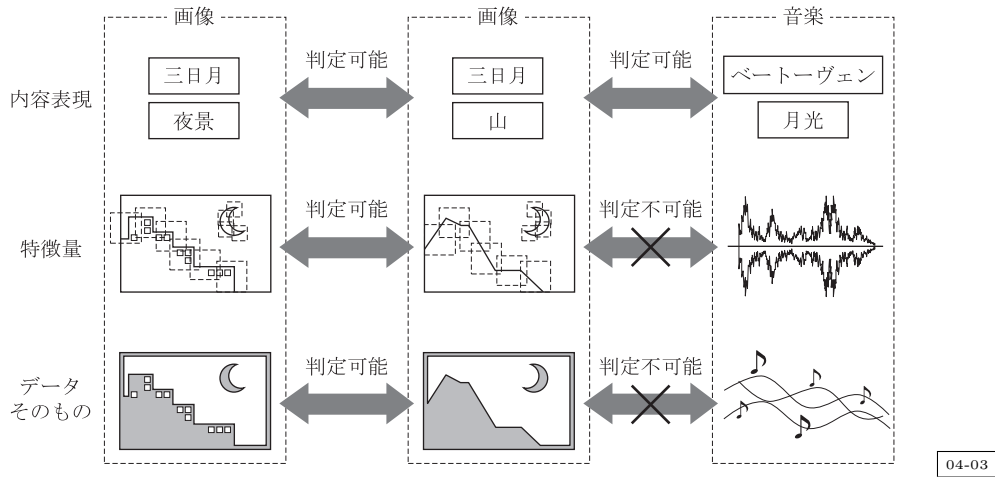 画像
画像
音楽
内容表現
三日月
夜景
判定可能
三日月
山
判定可能
ベートーヴェン
月光
特徴量
判定可能
判定不可能
データ
そのもの
判定可能
判定不可能
04-03